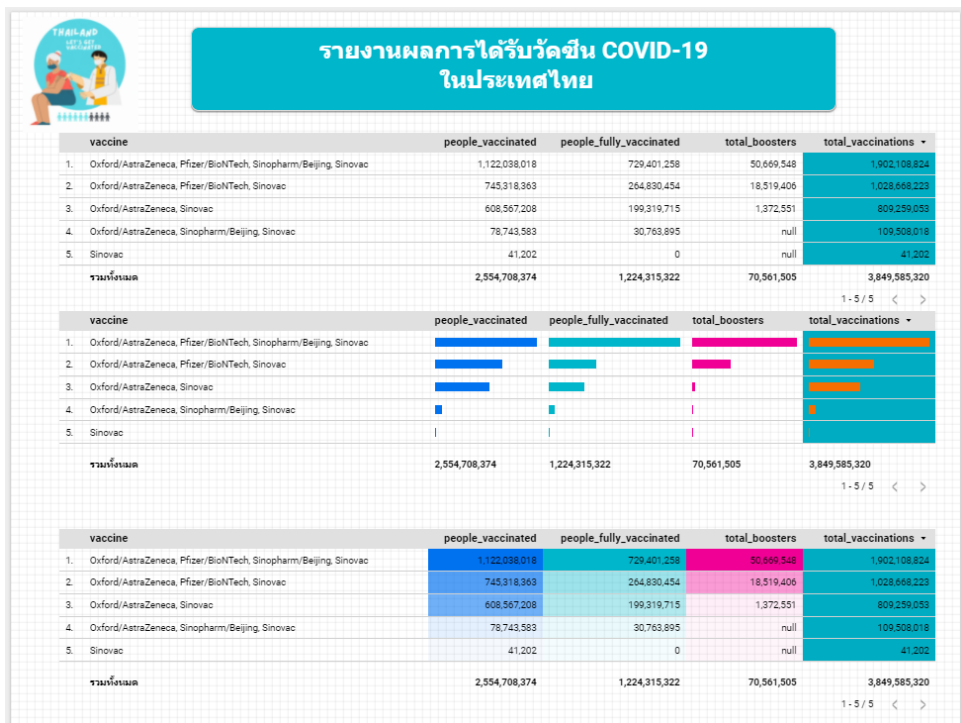 THAILAND
LET'S GET
VACCINATED
รายงานผลการได้รับวัคซีน COVID-19
ในประเทศไทย
vaccine people_vaccinated people_fully_vaccinated total_boosters total_vaccinations
1. Oxford/AstraZeneca, Pfizer/BioNTech, Sinopharm/Beijing, Sinovac 1,122,038,018 729,401,258 50,669,548 1,902,108,824
2. Oxford/AstraZeneca, Pfizer/BioNTech, Sinovac 745,318,363 264,830,454 18,519,406 1,028,668,223
3. Oxford/AstraZeneca, Sinovac 608,567,208 199,319,715 1,372,551 809,259,053
4. Oxford/AstraZeneca, Sinopharm/Beijing, Sinovac 78,743,583 30,763,895 null 109,508,018
5. Sinovac 41,202 0 null 41,202
รวมทั้งหมด 2,554,708,374 1,224,315,322 70,561,505 3,849,585,320
1 - 5 / 5 < >
vaccine people_vaccinated people_fully_vaccinated total_boosters total_vaccinations
1. Oxford/AstraZeneca, Pfizer/BioNTech, Sinopharm/Beijing, Sinovac
2. Oxford/AstraZeneca, Pfizer/BioNTech, Sinovac
3. Oxford/AstraZeneca, Sinovac
4. Oxford/AstraZeneca, Sinopharm/Beijing, Sinovac
5. Sinovac
รวมทั้งหมด 2,554,708,374 1,224,315,322 70,561,505 3,849,585,320
1 - 5 / 5 < >
vaccine people_vaccinated people_fully_vaccinated total_boosters total_vaccinations
1. Oxford/AstraZeneca, Pfizer/BioNTech, Sinopharm/Beijing, Sinovac 1,122,038,018 729,401,258 50,669,548 1,902,108,824
2. Oxford/AstraZeneca, Pfizer/BioNTech, Sinovac 745,318,363 264,830,454 18,519,406 1,028,668,223
3. Oxford/AstraZeneca, Sinovac 608,567,208 199,319,715 1,372,551 809,259,053
4. Oxford/AstraZeneca, Sinopharm/Beijing, Sinovac 78,743,583 30,763,895 null 109,508,018
5. Sinovac 41,202 0 null 41,202
รวมทั้งหมด 2,554,708,374 1,224,315,322 70,561,505 3,849,585,320
1 - 5 / 5 < >